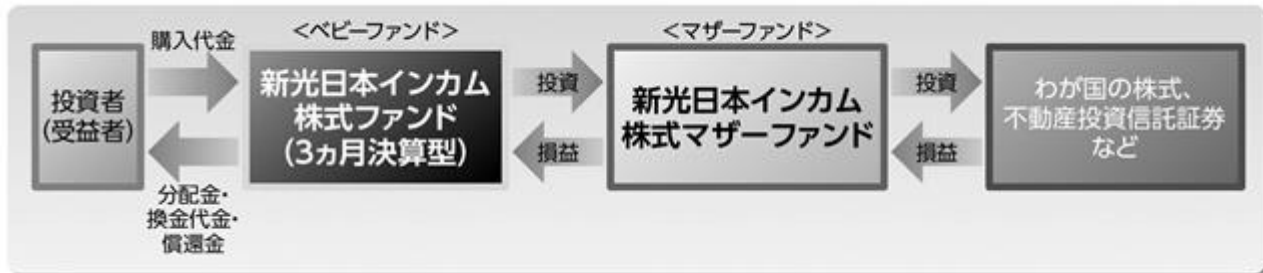 投資者
(受益者)
購入代金
分配金・
換金代金・
償還金
<ベビーファンド>
新光日本インカム
株式ファンド
(3ヵ月決算型)
投資
損益
<マザーファンド>
新光日本インカム
株式マザーファンド
投資
損益
わが国の株式、
不動産投資信託証券
など